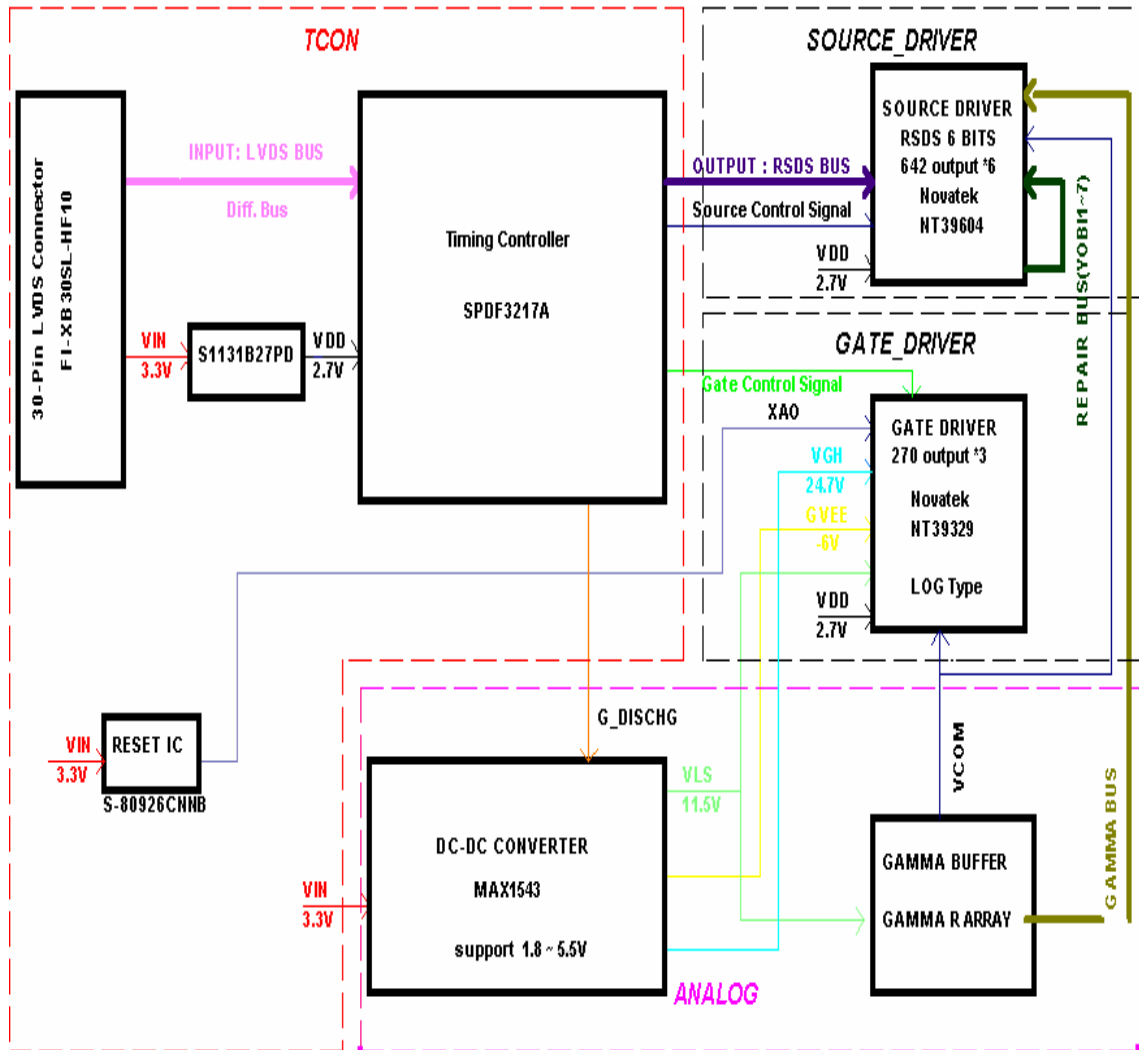 TCON
SOURCE_DRIVER
30-Pin LVDS Connector
FI-XB30SL-HF10
INPUT: LVDS BUS
Diff. Bus
Timing Controller
SPDF3217A
OUTPUT : RSDS BUS
Source Control Signal
VDD
2.7V
SOURCE DRIVER
RSDS 6 BITS
642 output *6
Novatek
NT39604
REPAIR BUS(YOBI1~7)
VIN
3.3V
S1131B27PD
VDD
2.7V
GATE_DRIVER
Gate Control Signal
XAO
VGH
24.7V
GVEE
-6V
VDD
2.7V
GATE DRIVER
270 output *3
Novatek
NT39329
LOG Type
VIN
3.3V
RESET IC
S-80926CNNB
G_DISCHG
VLS
11.5V
VCOM
GAMMA BUS
VIN
3.3V
DC-DC CONVERTER
MAX1543
support 1.8 ~ 5.5V
GAMMA BUFFER
GAMMA R ARRAY
ANALOG